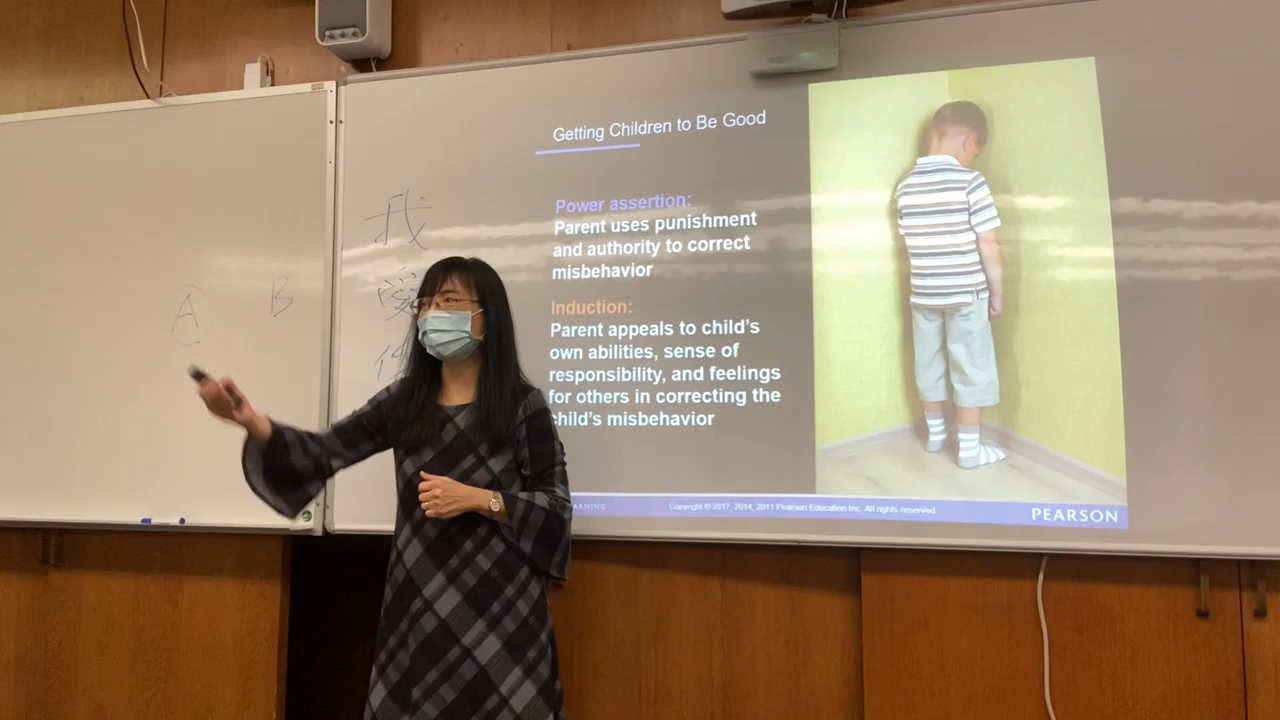 A B
我
愛
Getting Children to Be Good
Power assertion:
Parent uses punishment
and authority to correct
misbehavior
Induction:
Parent appeals to child's
own abilities, sense of
responsibility, and feelings
for others in correcting the
child's misbehavior
Copyright © 2017, 2014, 2011 Pearson Education Inc. All rights reserved
PEARSON